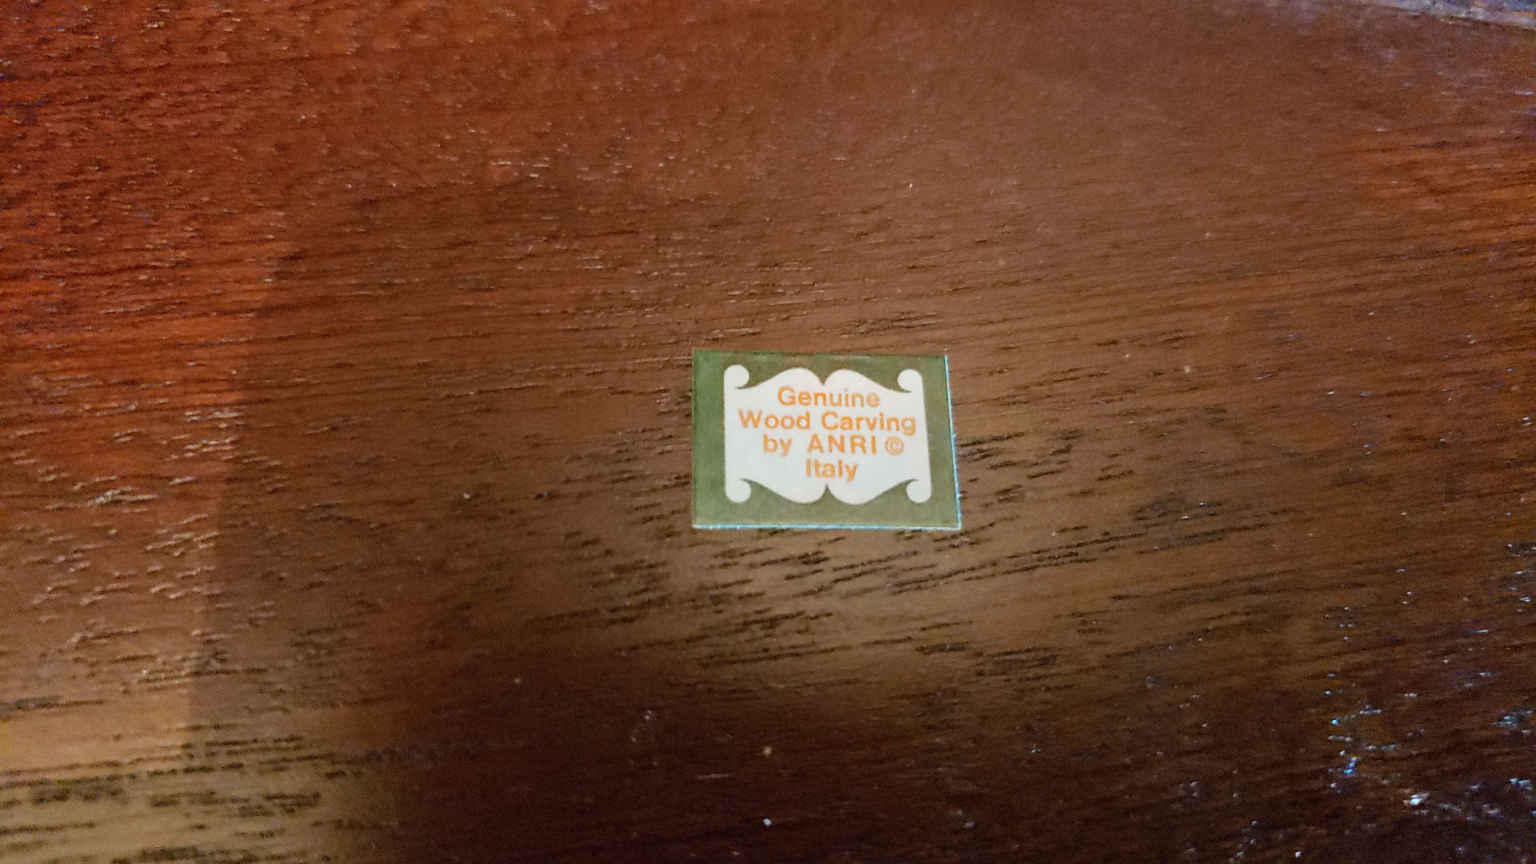 Genuine
Wood Carving
by ANRI ©
Italy